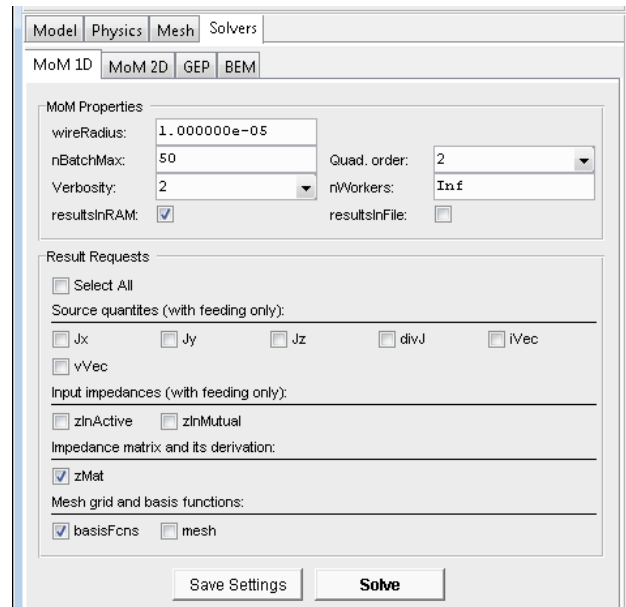 Model Physics Mesh Solvers
MoM 1D MoM 2D GEP BEM
MoM Properties
wireRadius: 1.000000e-05
nBatchMax: 50 Quad. order: 2
Verbosity: 2 nWorkers: Inf
resultsInRAM: resultsInFile:
Result Requests
Select All
Source quantites (with feeding only):
Jx Jy Jz divJ iVec
vVec
Input impedances (with feeding only):
zInActive zInMutual
Impedance matrix and its derivation:
zMat
Mesh grid and basis functions:
basisFcns mesh
Save Settings Solve